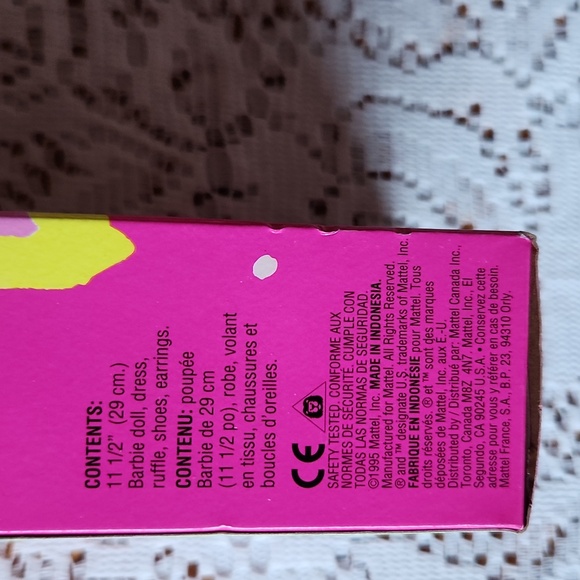 CONTENTS:
11 1/2" (29 cm.)
Barbie doll, dress,
ruffle, shoes, earrings.
CONTENU: poupée
Barbie de 29 cm
(11 1/2 po), robe, volant
en tissu, chaussures et
boucles d'oreilles.
CE
SAFETY TESTED CONFORME AUX
NORMES DE SÉCURITÉ, CUMPLE CON
TODAS LAS NORMAS DE SEGURIDAD.
©1995 Mattel, Inc. MADE IN INDONESIA.
Manufactured for Mattel. All Rights Reserved.
® and ™ designate U.S. trademarks of Mattel, Inc.
FABRIQUÉ EN INDONÉSIE pour Mattel. Tous
droits réservés. ® et ™ sont des marques
déposées de Mattel, Inc. aux É.-U.
Distributed by / Distribué par: Mattel Canada Inc.,
Toronto, Canada M8Z 4N7. Mattel, Inc., El
Segundo, CA 90245 U.S.A. • Conservez cette
adresse pour vous y référer en cas de besoin.
Mattel France, S.A., B.P. 23, 94310 Orly.